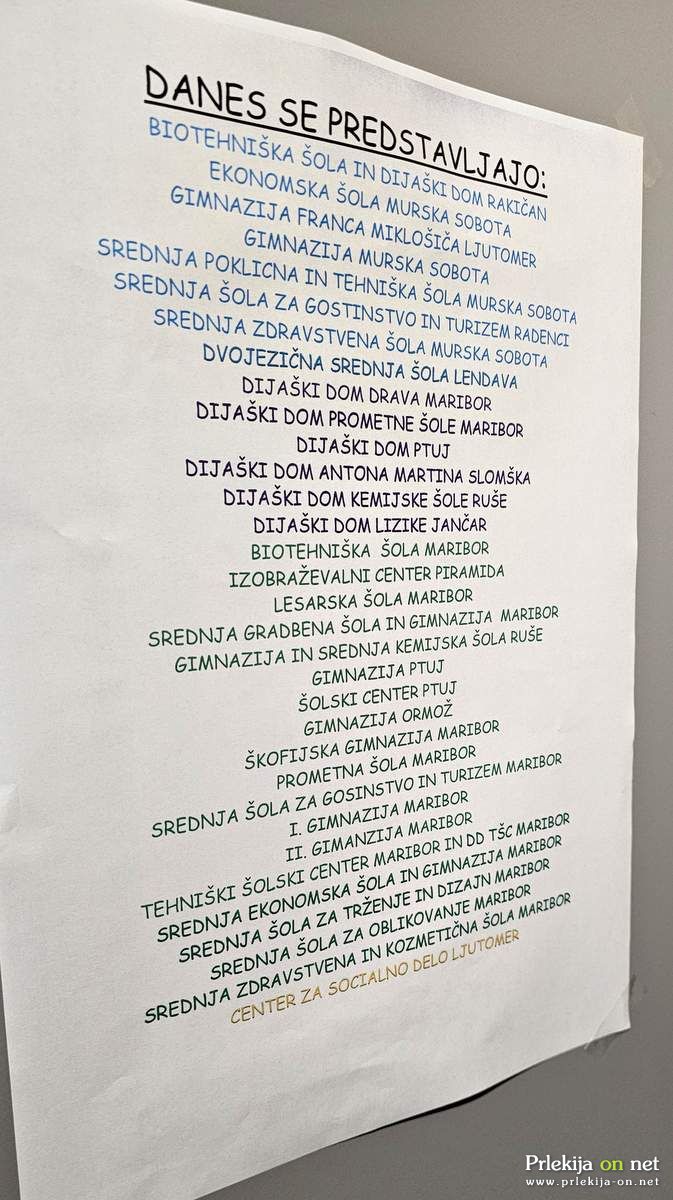 DANES SE PREDSTAVLJAJO:
BIOTEHNIŠKA ŠOLA IN DIJAŠKI DOM RAKIČAN
EKONOMSKA ŠOLA MURSKA SOBOTA
GIMNAZIJA FRANCA MIKLOŠIČA LJUTOMER
GIMNAZIJA MURSKA SOBOTA
SREDNJA POKLICNA IN TEHNIŠKA ŠOLA MURSKA SOBOTA
SREDNJA ŠOLA ZA GOSTINSTVO IN TURIZEM RADENCI
SREDNJA ZDRAVSTVENA ŠOLA MURSKA SOBOTA
DVOJEZIČNA SREDNJA ŠOLA LENDAVA
DIJAŠKI DOM DRAVA MARIBOR
DIJAŠKI DOM PROMETNE ŠOLE MARIBOR
DIJAŠKI DOM PTUJ
DIJAŠKI DOM ANTONA MARTINA SLOMŠKA
DIJAŠKI DOM KEMIJSKE ŠOLE RUŠE
DIJAŠKI DOM LIZIKE JANČAR
BIOTEHNIŠKA ŠOLA MARIBOR
IZOBRAŽEVALNI CENTER PIRAMIDA
LESARSKA ŠOLA MARIBOR
SREDNJA GRADBENA ŠOLA IN GIMNAZIJA MARIBOR
GIMNAZIJA IN SREDNJA KEMIJSKA ŠOLA RUŠE
GIMNAZIJA PTUJ
ŠOLSKI CENTER PTUJ
GIMNAZIJA ORMOŽ
ŠKOFIJSKA GIMNAZIJA MARIBOR
PROMETNA ŠOLA MARIBOR
SREDNJA ŠOLA ZA GOSINSTVO IN TURIZEM MARIBOR
I. GIMNAZIJA MARIBOR
II. GIMANZIJA MARIBOR
TEHNIŠKI ŠOLSKI CENTER MARIBOR IN DD TŠC MARIBOR
SREDNJA EKONOMSKA ŠOLA IN GIMNAZIJA MARIBOR
SREDNJA ŠOLA ZA TRŽENJE IN DIZAJN MARIBOR
SREDNJA ŠOLA ZA OBLIKOVANJE MARIBOR
SREDNJA ZDRAVSTVENA IN KOZMETIČNA ŠOLA MARIBOR
CENTER ZA SOCIALNO DELO LJUTOMER
Prlekija on net
www.prlekija-on.net